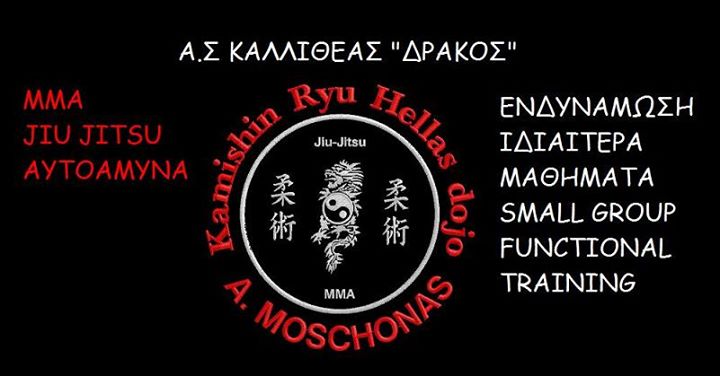 Α.Σ ΚΑΛΛΙΘΕΑΣ "ΔΡΑΚΟΣ"
MMA
JIU JITSU
ΑΥΤΟΑΜΥΝΑ
Kamishin Ryu Hellas dojo
Jiu-Jitsu
柔術
柔術
MMA
A. MOSCHONAS
ΕΝΔΥΝΑΜΩΣΗ
ΙΔΙΑΙΤΕΡΑ
ΜΑΘΗΜΑΤΑ
SMALL GROUP
FUNCTIONAL
TRAINING